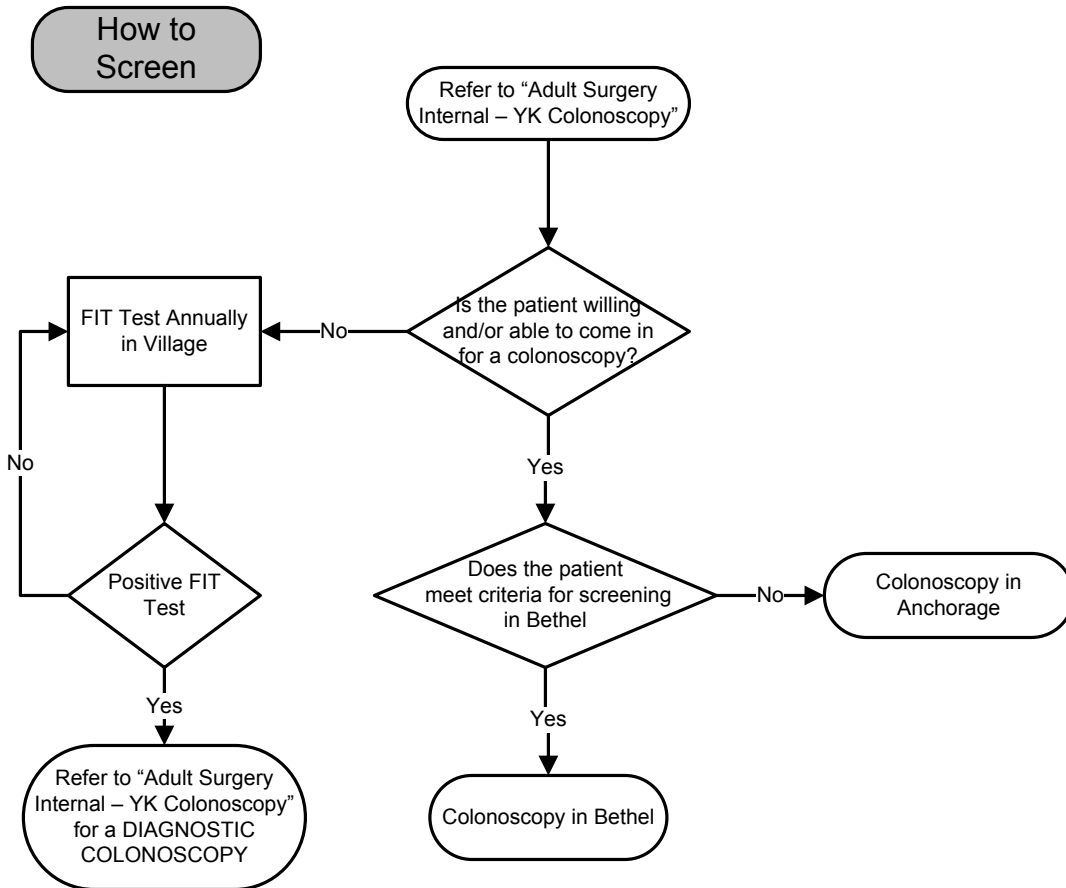 How to
Screen
Refer to “Adult Surgery
Internal – YK Colonoscopy”
Is the patient willing
and/or able to come in
for a colonoscopy?
No
FIT Test Annually
in Village
No
Yes
Positive FIT
Test
Does the patient
meet criteria for screening
in Bethel
No
Colonoscopy in
Anchorage
Yes
Yes
Refer to “Adult Surgery
Internal – YK Colonoscopy”
for a DIAGNOSTIC
COLONOSCOPY
Colonoscopy in Bethel